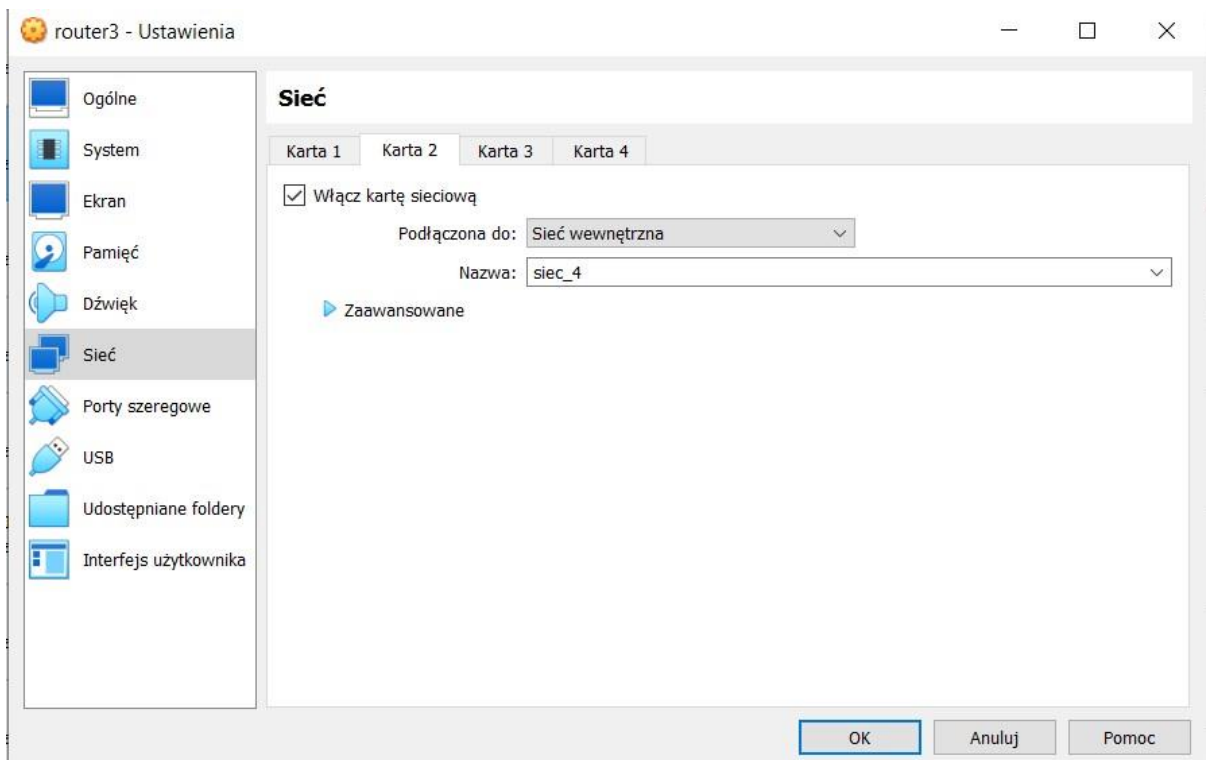 router3 - Ustawienia
Ogólne
System
Ekran
Pamięć
Dźwięk
Sieć
Porty szeregowe
USB
Udostępniane foldery
Interfejs użytkownika
Sieć
Karta 1 Karta 2 Karta 3 Karta 4
Włącz kartę sieciową
Podłączona do: Sieć wewnętrzna
Nazwa: siec_4
Zaawansowane
OK Anuluj Pomoc